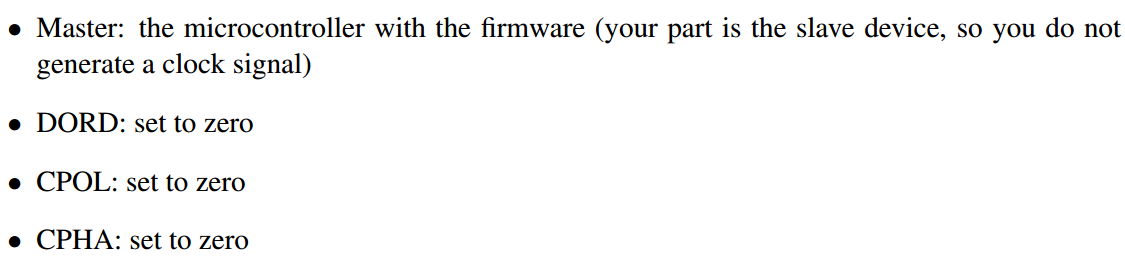 • Master: the microcontroller with the firmware (your part is the slave device, so you do not
generate a clock signal)
• DORD: set to zero
• CPOL: set to zero
• CPHA: set to zero